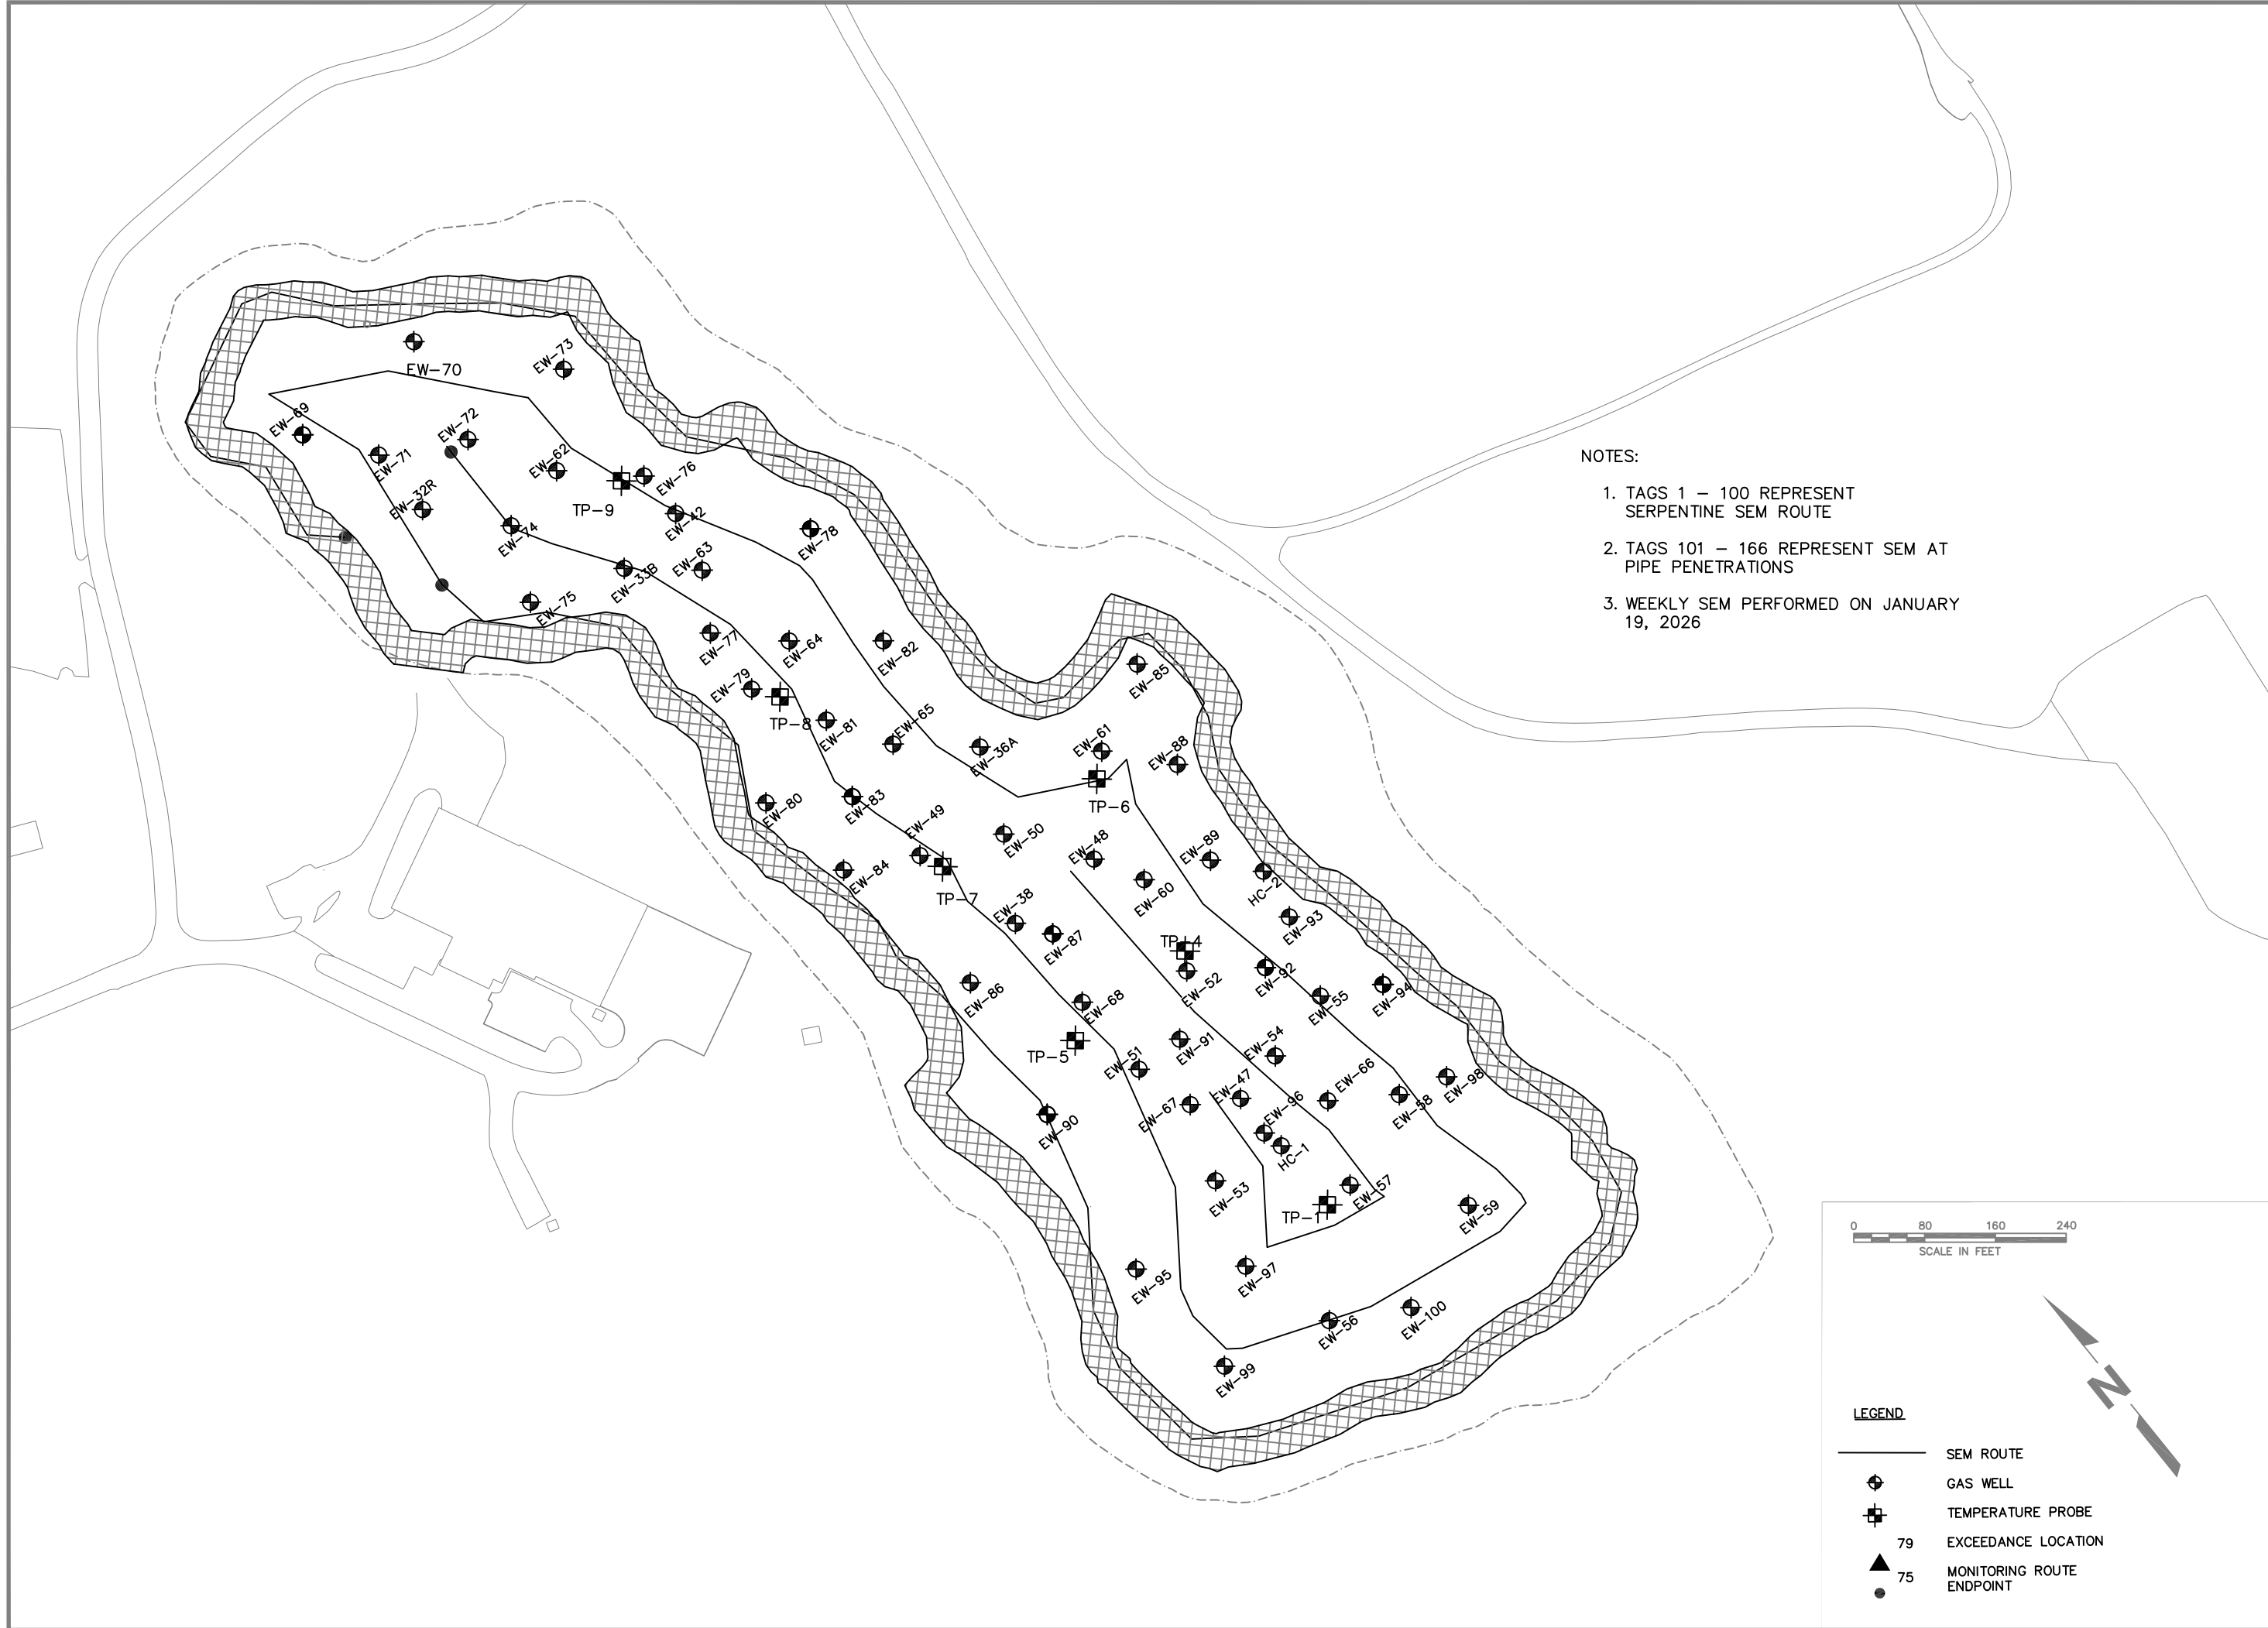 EW-73
EW-70
EW-69
EW-72
EW-71
EW-62
EW-76
EW-32R
TP-9
EW-42
EW-74
EW-78
EW-63
EW-33B
EW-75
EW-77
EW-64
EW-82
EW-85
EW-79
TP-8
EW-81
EW-65
EW-36A
EW-61
EW-88
TP-6
EW-80
EW-83
EW-49
EW-50
EW-48
EW-89
EW-84
TP-7
EW-60
HC-2
EW-38
EW-93
EW-87
TP-4
EW-86
EW-52
EW-92
EW-94
EW-68
EW-55
TP-5
EW-91
EW-54
EW-51
EW-98
EW-47
EW-66
EW-67
EW-96
EW-58
EW-90
HC-1
EW-53
EW-57
TP-1
EW-59
EW-95
EW-97
EW-56
EW-100
EW-99
NOTES:
1. TAGS 1 – 100 REPRESENT
SERPENTINE SEM ROUTE
2. TAGS 101 – 166 REPRESENT SEM AT
PIPE PENETRATIONS
3. WEEKLY SEM PERFORMED ON JANUARY
19, 2026
0 80 160 240
SCALE IN FEET
N
LEGEND
SEM ROUTE
GAS WELL
TEMPERATURE PROBE
79 EXCEEDANCE LOCATION
75 MONITORING ROUTE
ENDPOINT